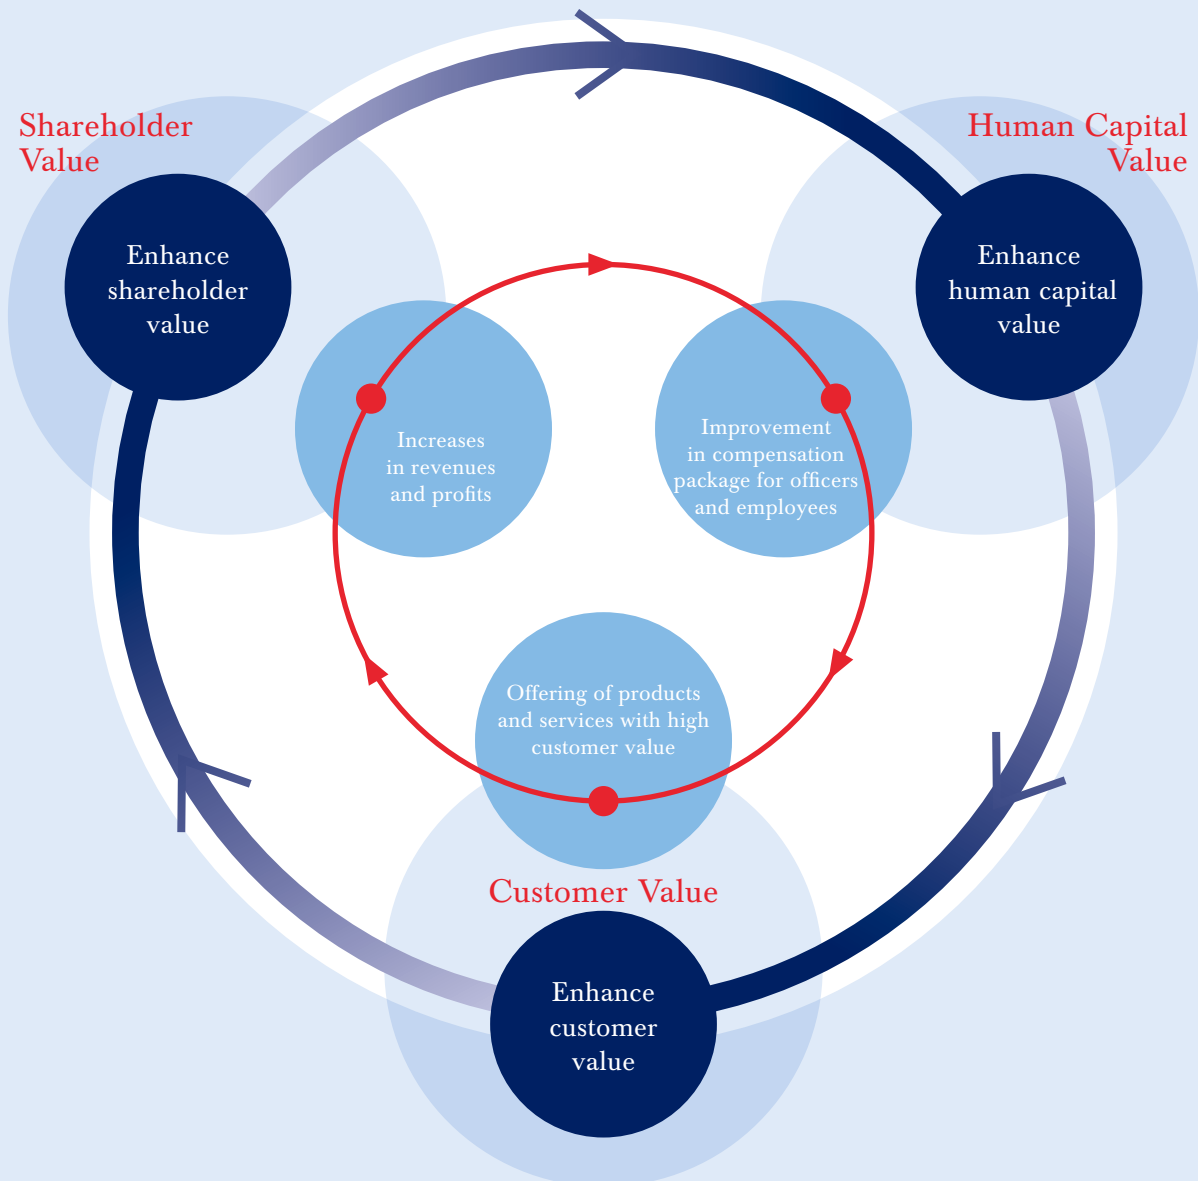 Shareholder
Value
Human Capital
Value
Enhance
shareholder
value
Enhance
human capital
value
Increases
in revenues
and profits
Improvement
in compensation
package for officers
and employees
Offering of products
and services with high
customer value
Customer Value
Enhance
customer
value